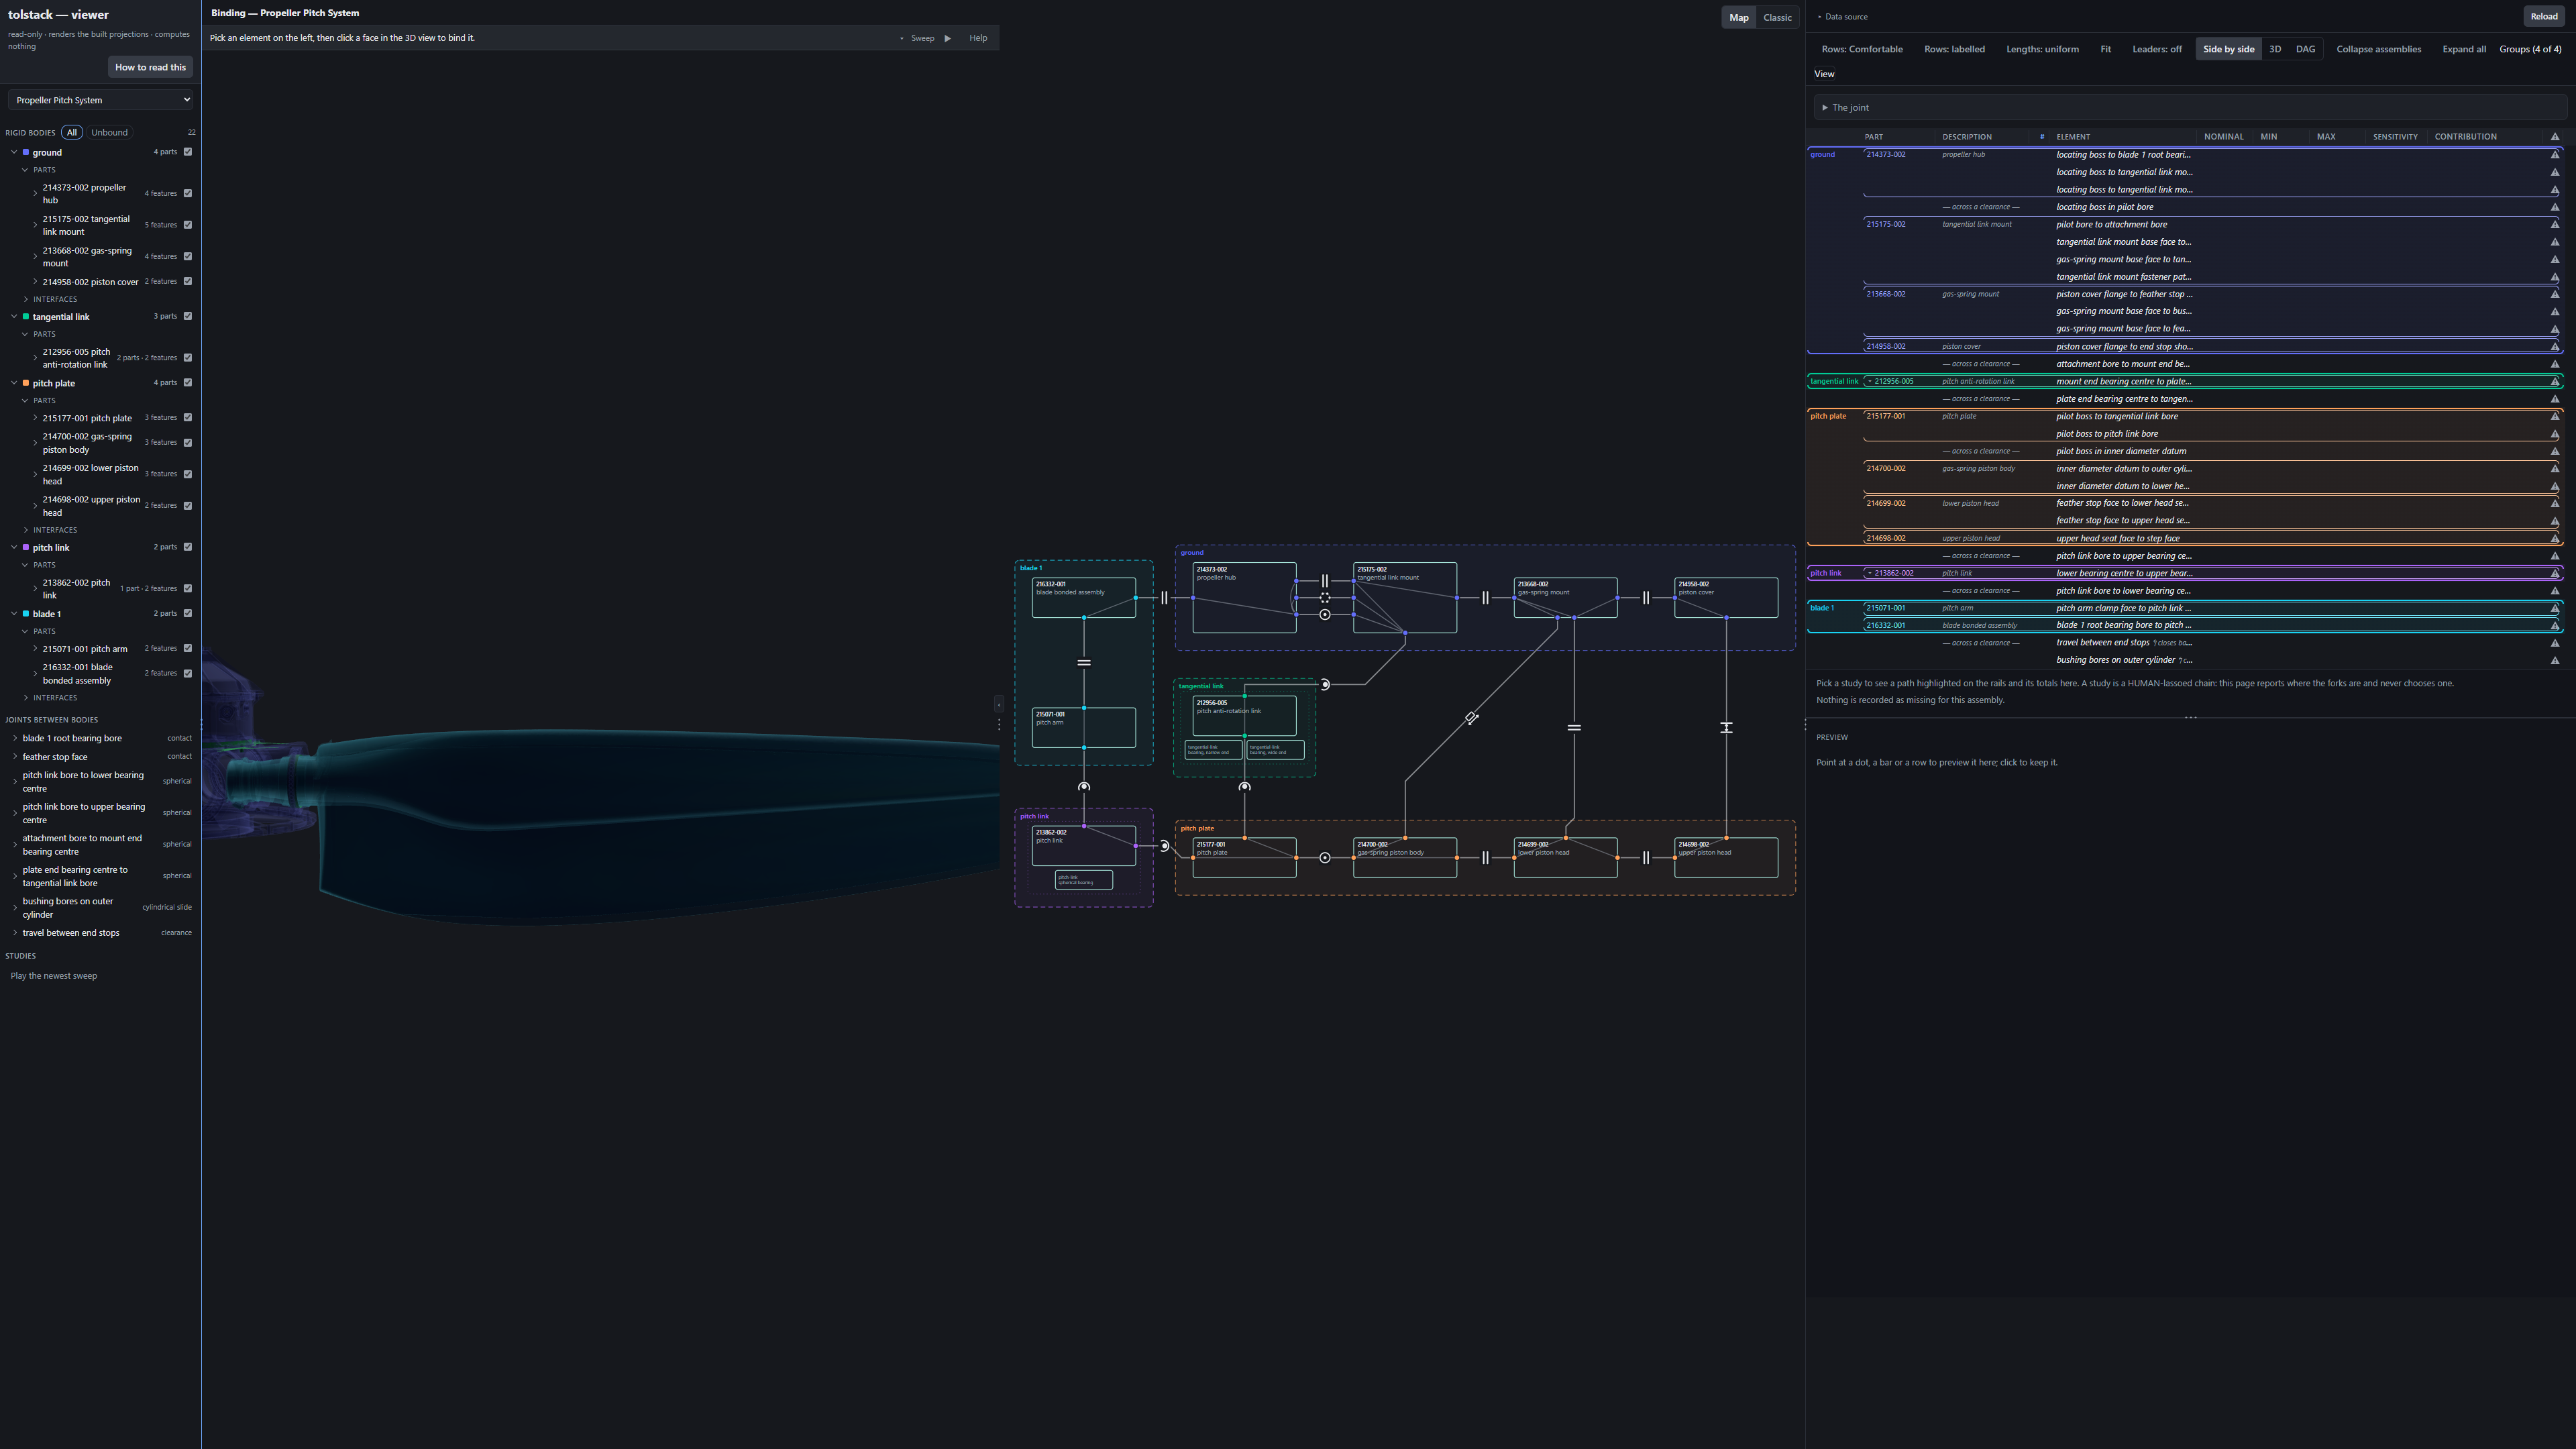 tolstack — viewer
read-only · renders the built projections · computes
nothing
How to read this
Propeller Pitch System
RIGID BODIES All Unbound 22
ground 4 parts
PARTS
214373-002 propeller
hub
4 features
215175-002 tangential
link mount
5 features
213668-002 gas-spring
mount
4 features
214958-002 piston cover 2 features
INTERFACES
tangential link 3 parts
PARTS
212956-005 pitch
anti-rotation link
2 parts · 2 features
pitch plate 4 parts
PARTS
215177-001 pitch plate 3 features
214700-002 gas-spring
piston body
3 features
214699-002 lower piston
head
3 features
214698-002 upper piston
head
2 features
INTERFACES
pitch link 2 parts
PARTS
213862-002 pitch
link
1 part · 2 features
blade 1 2 parts
PARTS
215071-001 pitch arm 2 features
216332-001 blade
bonded assembly
2 features
INTERFACES
JOINTS BETWEEN BODIES
blade 1 root bearing bore contact
feather stop face contact
pitch link bore to lower bearing
centre
spherical
pitch link bore to upper bearing
centre
spherical
attachment bore to mount end
bearing centre
spherical
plate end bearing centre to
tangential link bore
spherical
bushing bores on outer
cylinder
cylindrical slide
travel between end stops clearance
STUDIES
Play the newest sweep
Binding — Propeller Pitch System
Pick an element on the left, then click a face in the 3D view to bind it.
Sweep
Help
Map Classic
blade 1
216332-001
blade bonded assembly
215071-001
pitch arm
ground
214373-002
propeller hub
215175-002
tangential link mount
213668-002
gas-spring mount
214958-002
piston cover
tangential link
212956-005
pitch anti-rotation link
tangential link
bearing, narrow end
tangential link
bearing, wide end
pitch link
213862-002
pitch link
pitch link
spherical bearing
pitch plate
215177-001
pitch plate
214700-002
gas-spring piston body
214699-002
lower piston head
214698-002
upper piston head
Data source
Reload
Rows: Comfortable Rows: labelled Lengths: uniform Fit Leaders: off Side by side 3D DAG Collapse assemblies Expand all Groups (4 of 4)
View
The joint
PART DESCRIPTION # ELEMENT NOMINAL MIN MAX SENSITIVITY CONTRIBUTION
ground 214373-002 propeller hub locating boss to blade 1 root beari...
locating boss to tangential link mo...
locating boss to tangential link mo...
— across a clearance — locating boss in pilot bore
215175-002 tangential link mount pilot bore to attachment bore
tangential link mount base face to...
gas-spring mount base face to tan...
tangential link mount fastener pat...
213668-002 gas-spring mount piston cover flange to feather stop ...
gas-spring mount base face to bus...
gas-spring mount base face to fea...
214958-002 piston cover piston cover flange to end stop sho...
— across a clearance — attachment bore to mount end be...
tangential link 212956-005 pitch anti-rotation link mount end bearing centre to plate...
— across a clearance — plate end bearing centre to tangen...
pitch plate 215177-001 pitch plate pilot boss to tangential link bore
pilot boss to pitch link bore
— across a clearance — pilot boss in inner diameter datum
214700-002 gas-spring piston body inner diameter datum to outer cyli...
inner diameter datum to lower he...
214699-002 lower piston head feather stop face to lower head se...
feather stop face to upper head se...
214698-002 upper piston head upper head seat face to step face
— across a clearance — pitch link bore to upper bearing ce...
pitch link 213862-002 pitch link lower bearing centre to upper bear...
— across a clearance — pitch link bore to lower bearing ce...
blade 1 215071-001 pitch arm pitch arm clamp face to pitch link ...
216332-001 blade bonded assembly blade 1 root bearing bore to pitch ...
— across a clearance — travel between end stops ↰ closes ba...
bushing bores on outer cylinder ↰ c...
Pick a study to see a path highlighted on the rails and its totals here. A study is a HUMAN-lassoed chain: this page reports where the forks are and never chooses one.
Nothing is recorded as missing for this assembly.
PREVIEW
Point at a dot, a bar or a row to preview it here; click to keep it.